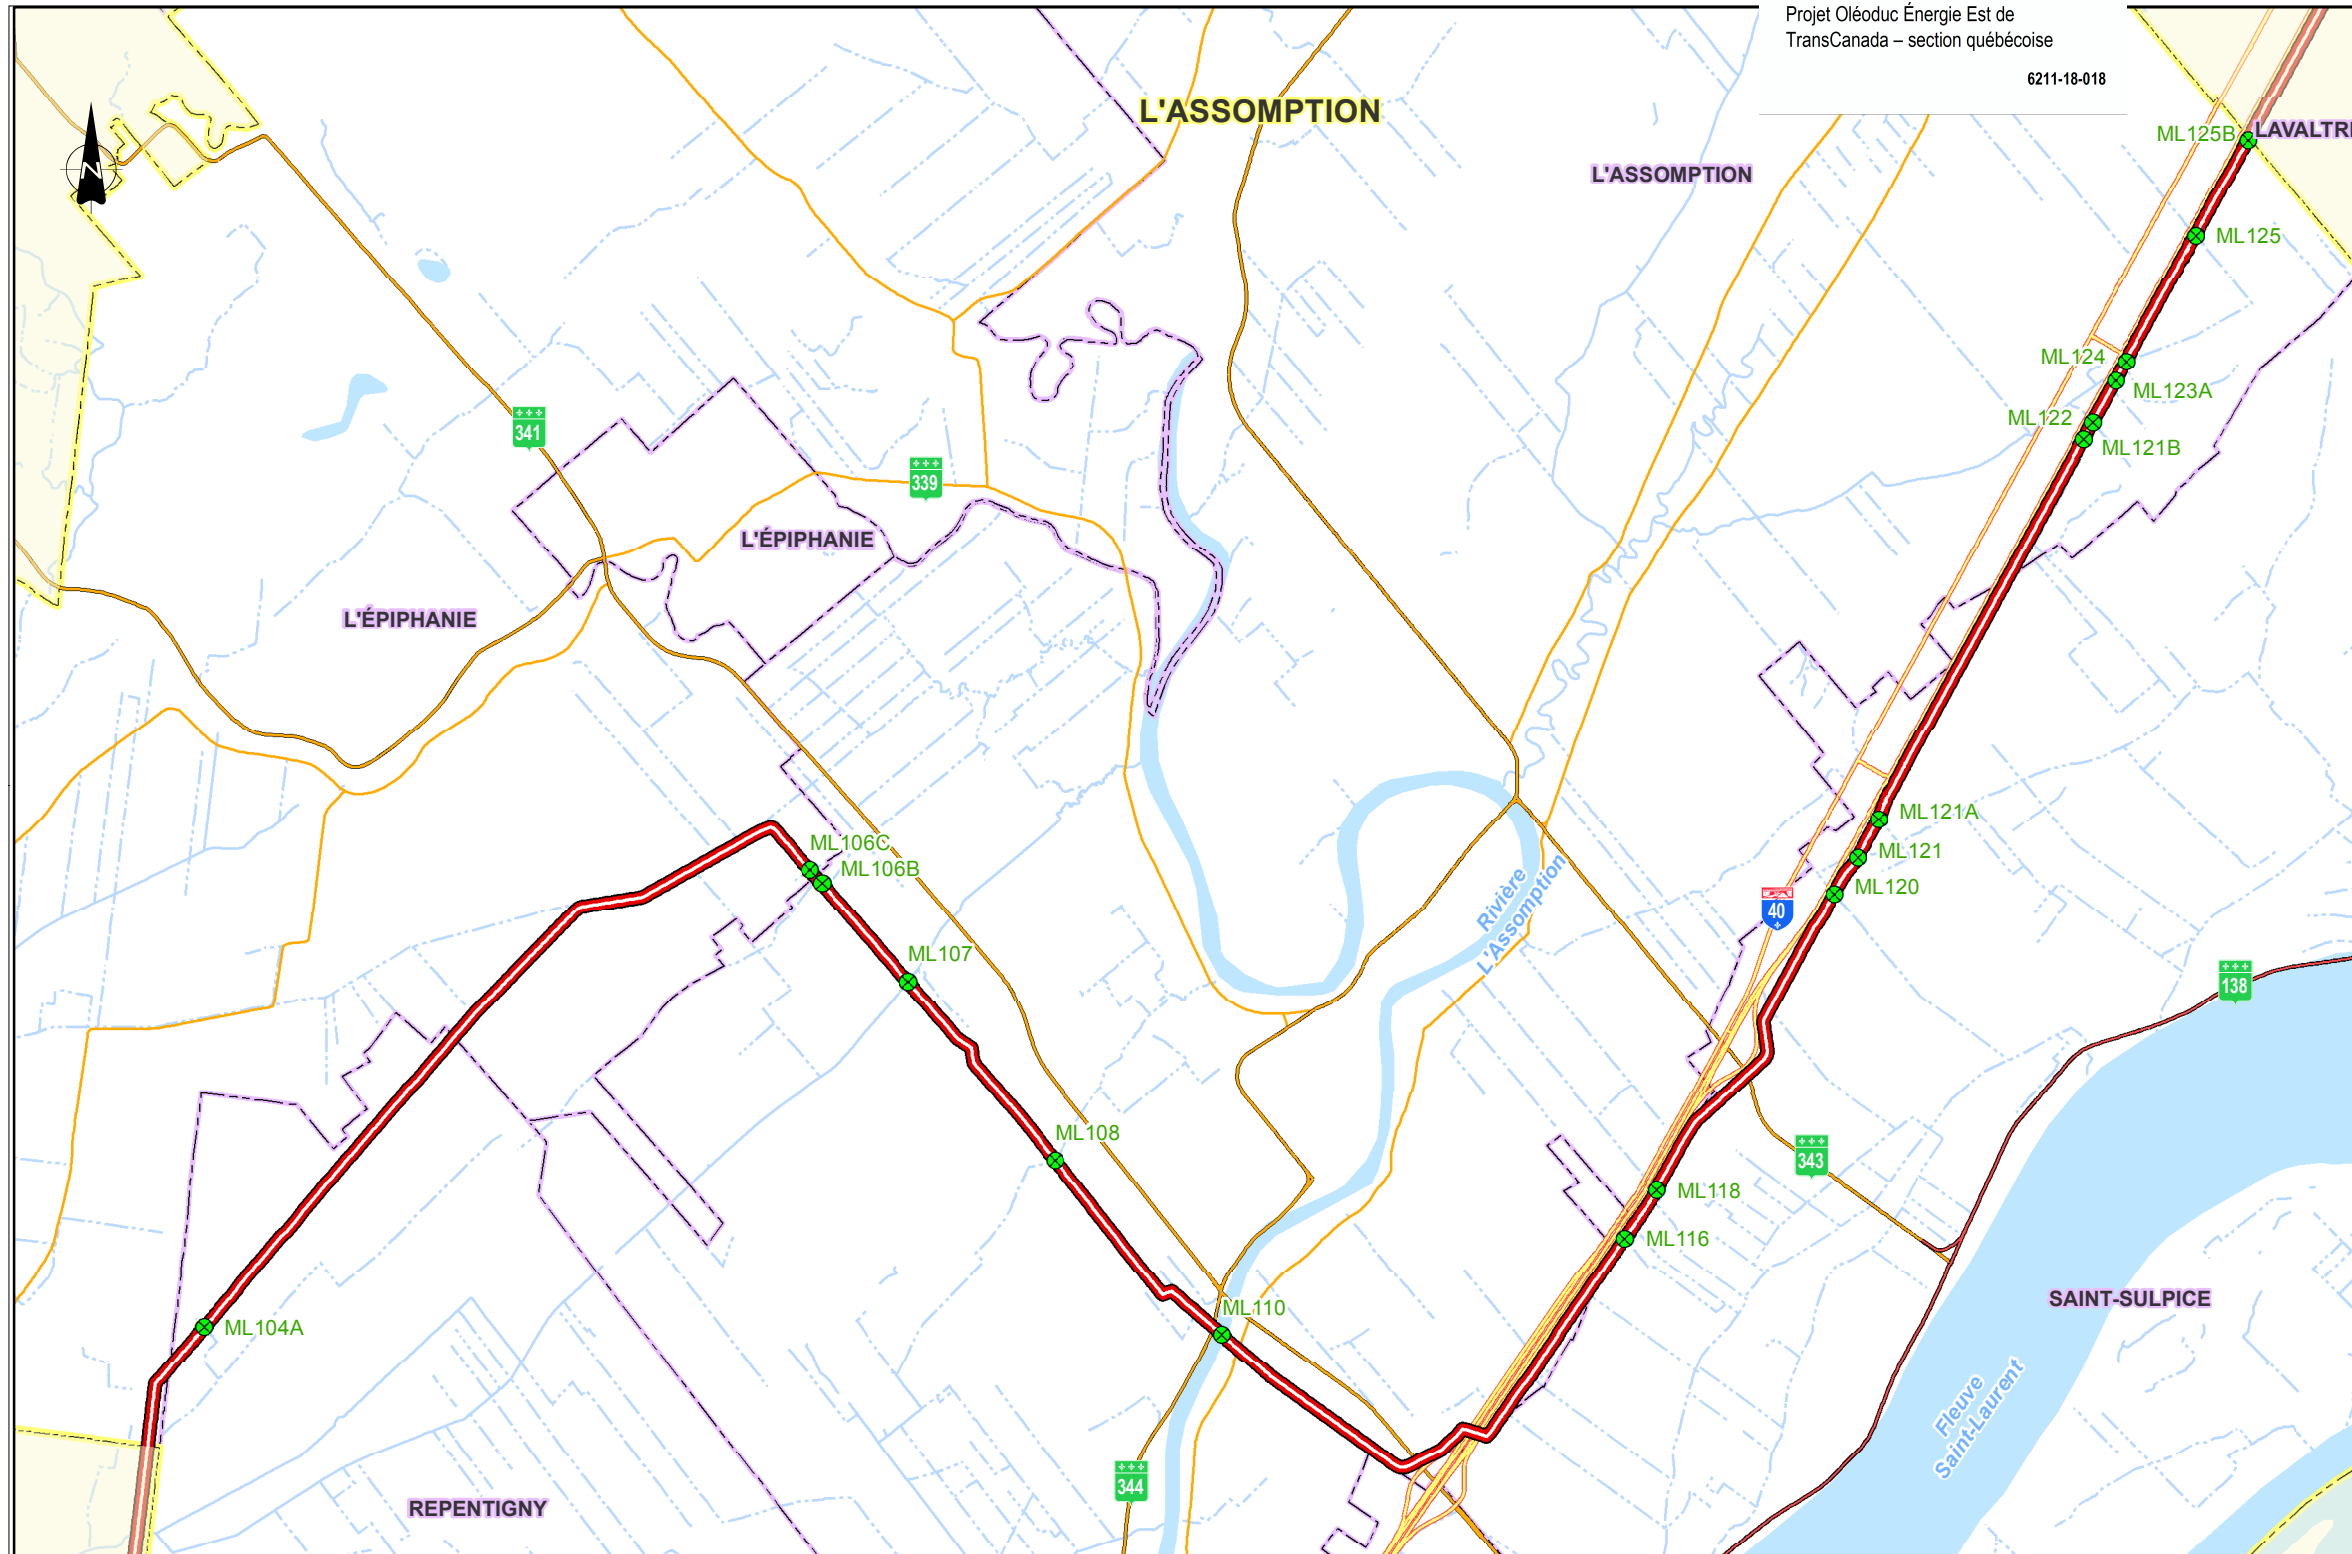 Projet Oléoduc Énergie Est de
TransCanada – section québécoise
6211-18-018
N
L'ASSOMPTION
L'ASSOMPTION
ML125B
LAVALTRI
ML125
ML124
ML123A
ML122
ML121B
341
339
L'ÉPIPHANIE
L'ÉPIPHANIE
ML121A
ML106C
ML121
ML106B
ML120
Rivière
L'Assomption
40
ML107
138
ML108
343
ML118
ML116
SAINT-SULPICE
ML110
ML104A
Fleuve
Saint-Laurent
344
REPENTIGNY